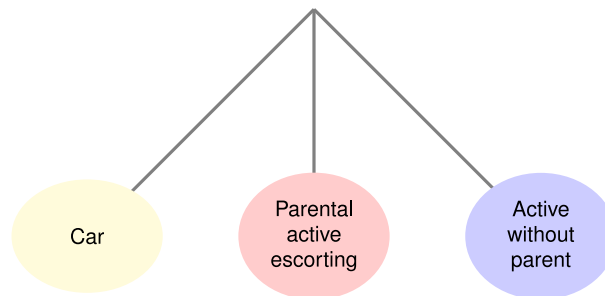 Car
Parental
active
escorting
Active
without
parent